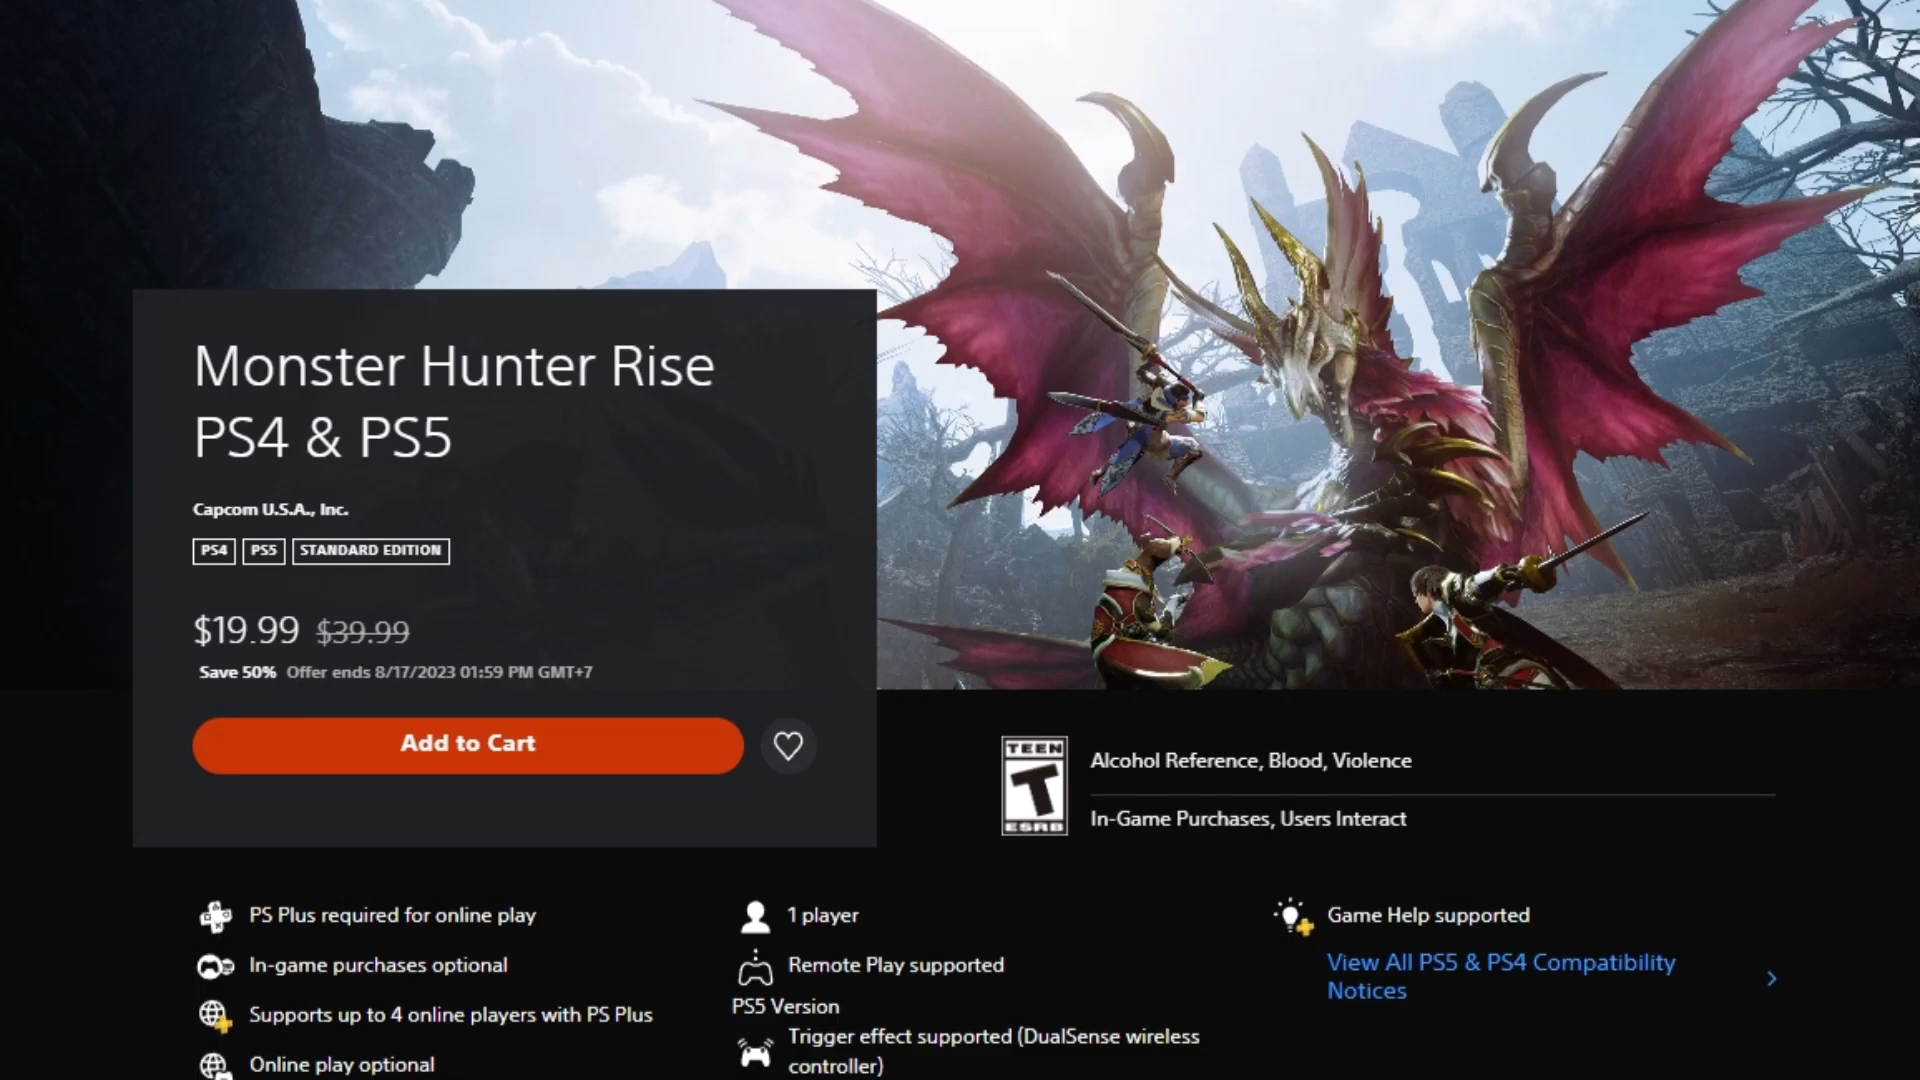 Monster Hunter Rise
PS4 & PS5
Capcom U.S.A., Inc.
PS4 PS5 STANDARD EDITION
$19.99 $39.99
Save 50% Offer ends 8/17/2023 01:59 PM GMT+7
Add to Cart
TEEN
T
ESRB
Alcohol Reference, Blood, Violence
In-Game Purchases, Users Interact
PS Plus required for online play
In-game purchases optional
Supports up to 4 online players with PS Plus
Online play optional
1 player
Remote Play supported
PS5 Version
Trigger effect supported (DualSense wireless
controller)
Game Help supported
View All PS5 & PS4 Compatibility
Notices